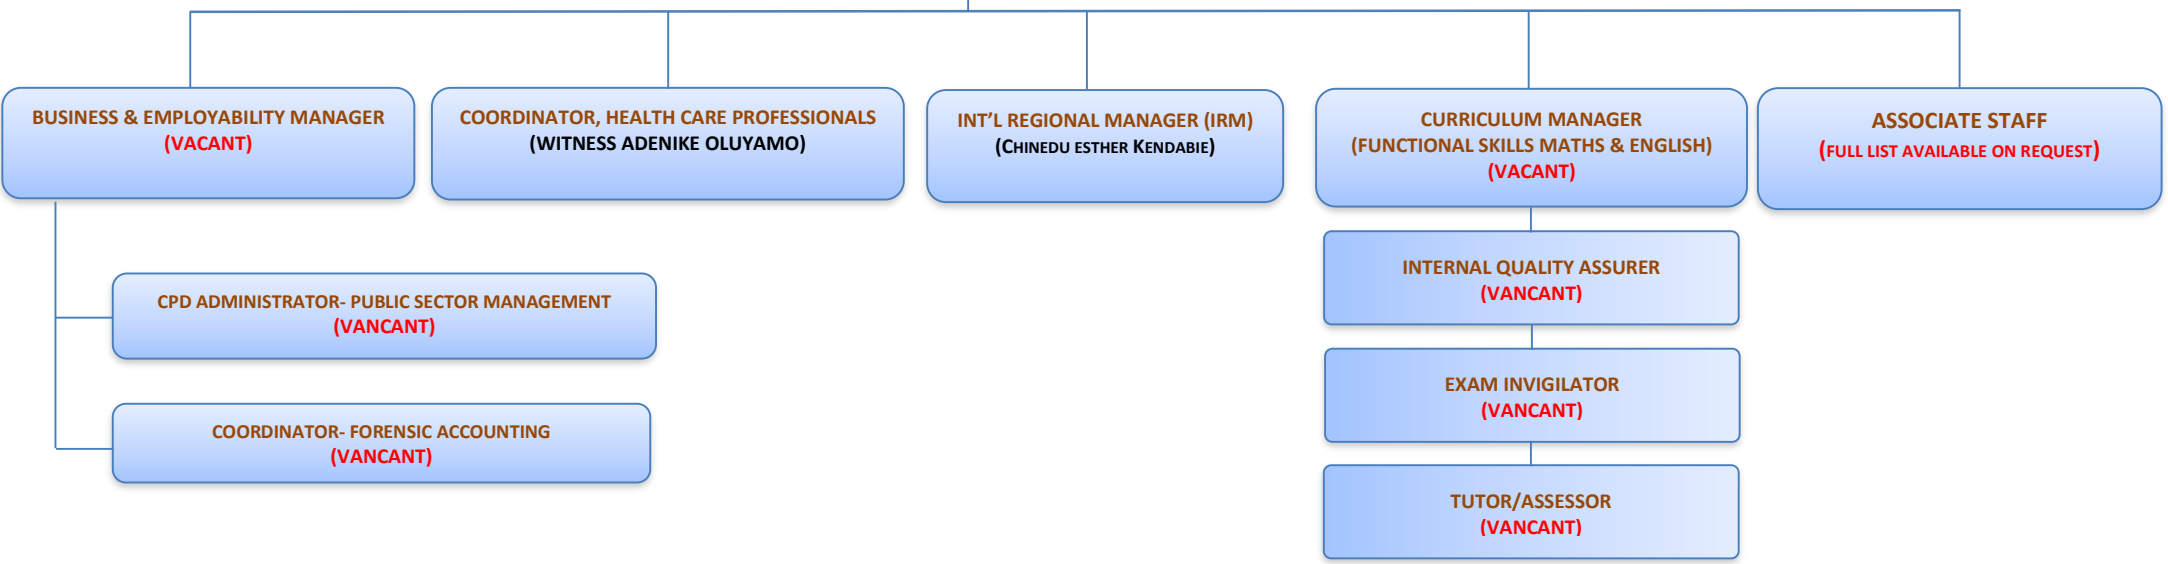 BUSINESS & EMPLOYABILITY MANAGER
(VACANT)
COORDINATOR, HEALTH CARE PROFESSIONALS
(WITNESS ADENIKE OLUYAMO)
INT’L REGIONAL MANAGER (IRM)
(CHINEDU ESTHER KENDABIE)
CURRICULUM MANAGER
(FUNCTIONAL SKILLS MATHS & ENGLISH)
(VACANT)
ASSOCIATE STAFF
(FULL LIST AVAILABLE ON REQUEST)
CPD ADMINISTRATOR- PUBLIC SECTOR MANAGEMENT
(VANCANT)
COORDINATOR- FORENSIC ACCOUNTING
(VANCANT)
INTERNAL QUALITY ASSURER
(VANCANT)
EXAM INVIGILATOR
(VANCANT)
TUTOR/ASSESSOR
(VANCANT)